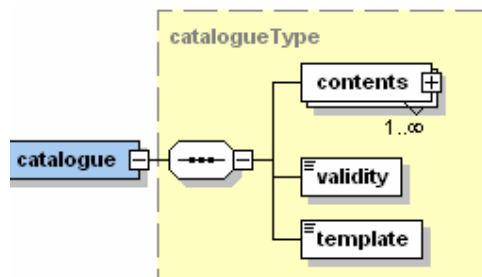 catalogueType
contents
1..∞
catalogue
validity
template